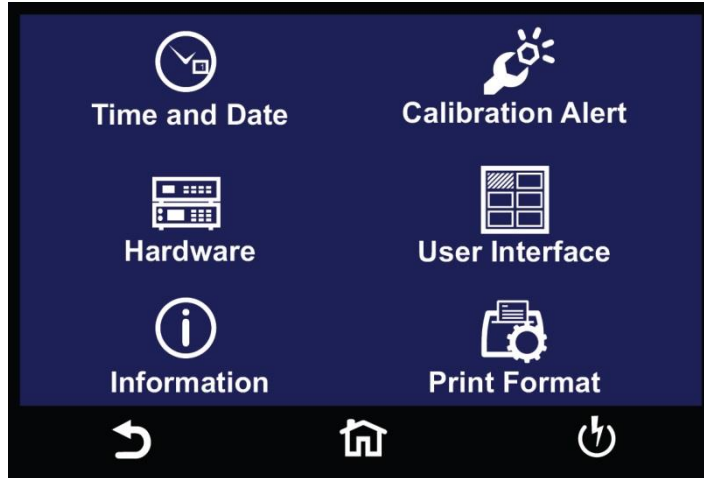 Time and Date
Calibration Alert
Hardware
User Interface
Information
Print Format